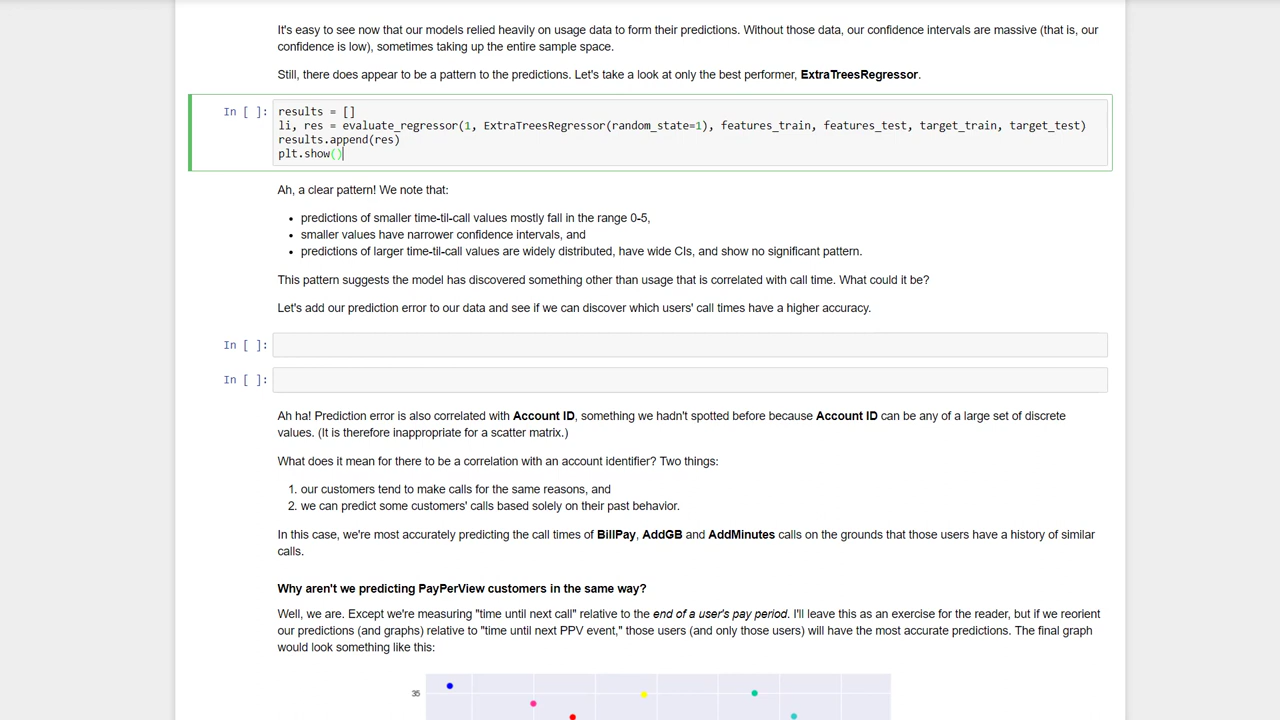 It's easy to see now that our models relied heavily on usage data to form their predictions. Without those data, our confidence intervals are massive (that is, our
confidence is low), sometimes taking up the entire sample space.
Still, there does appear to be a pattern to the predictions. Let's take a look at only the best performer, ExtraTreesRegressor.
In [ ]: results = []
li, res = evaluate_regressor(1, ExtraTreesRegressor(random_state=1), features_train, features_test, target_train, target_test)
results.append(res)
plt.show()
Ah, a clear pattern! We note that:
• predictions of smaller time-til-call values mostly fall in the range 0-5,
• smaller values have narrower confidence intervals, and
• predictions of larger time-til-call values are widely distributed, have wide CIs, and show no significant pattern.
This pattern suggests the model has discovered something other than usage that is correlated with call time. What could it be?
Let's add our prediction error to our data and see if we can discover which users' call times have a higher accuracy.
In [ ]:
In [ ]:
Ah ha! Prediction error is also correlated with Account ID, something we hadn't spotted before because Account ID can be any of a large set of discrete
values. (It is therefore inappropriate for a scatter matrix.)
What does it mean for there to be a correlation with an account identifier? Two things:
1. our customers tend to make calls for the same reasons, and
2. we can predict some customers' calls based solely on their past behavior.
In this case, we're most accurately predicting the call times of BillPay, AddGB and AddMinutes calls on the grounds that those users have a history of similar
calls.
Why aren't we predicting PayPerView customers in the same way?
Well, we are. Except we're measuring "time until next call" relative to the end of a user's pay period. I'll leave this as an exercise for the reader, but if we reorient
our predictions (and graphs) relative to "time until next PPV event," those users (and only those users) will have the most accurate predictions. The final graph
would look something like this:
35